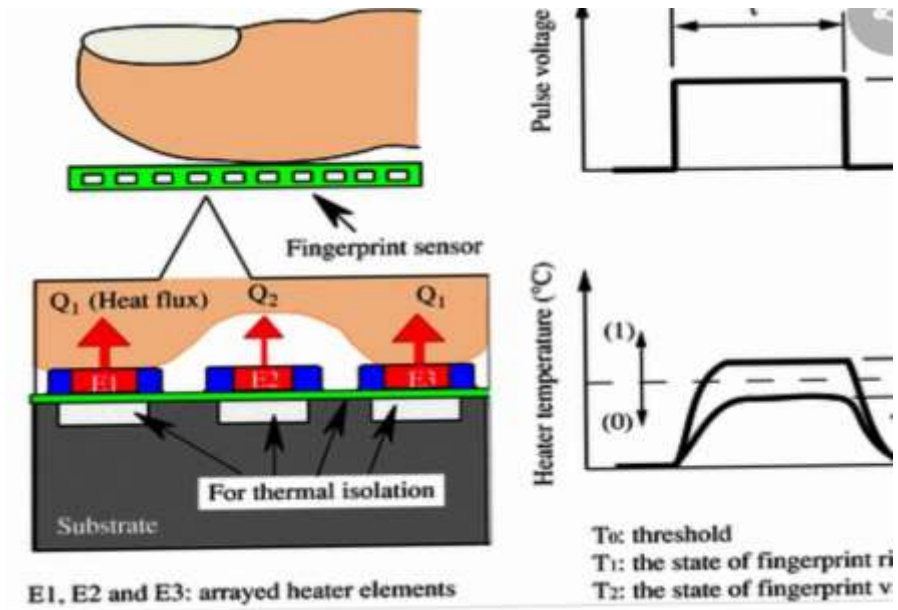 Fingerprint sensor
Q1 (Heat flux)
Q2
Q1
E1
E2
E3
For thermal isolation
Substrate
E1, E2 and E3: arrayed heater elements
Pulse voltage
Heater temperature (°C)
(1)
(0)
T0: threshold
T1: the state of fingerprint ri
T2: the state of fingerprint v